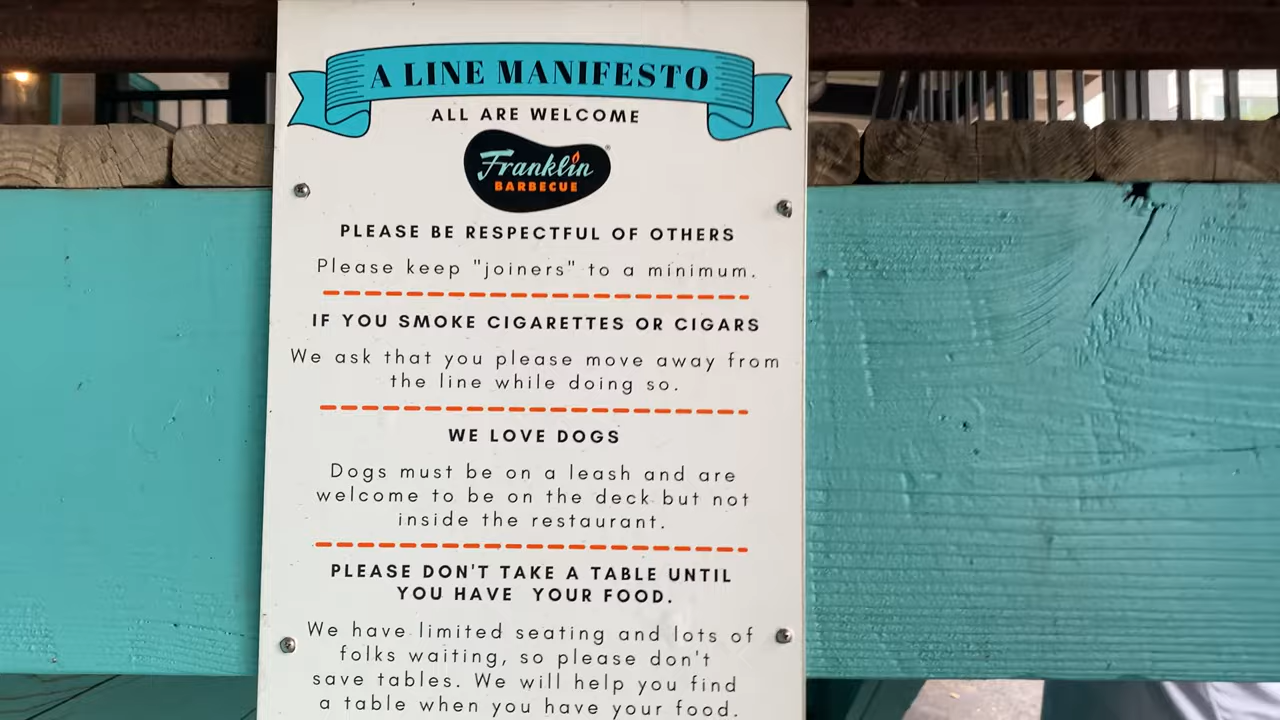 A LINE MANIFESTO
ALL ARE WELCOME
Franklin
BARBECUE
®
PLEASE BE RESPECTFUL OF OTHERS
Please keep "joiners" to a minimum.
IF YOU SMOKE CIGARETTES OR CIGARS
We ask that you please move away from
the line while doing so.
WE LOVE DOGS
Dogs must be on a leash and are
welcome to be on the deck but not
inside the restaurant.
PLEASE DON'T TAKE A TABLE UNTIL
YOU HAVE YOUR FOOD.
We have limited seating and lots of
folks waiting, so please don't
save tables. We will help you find
a table when you have your food.